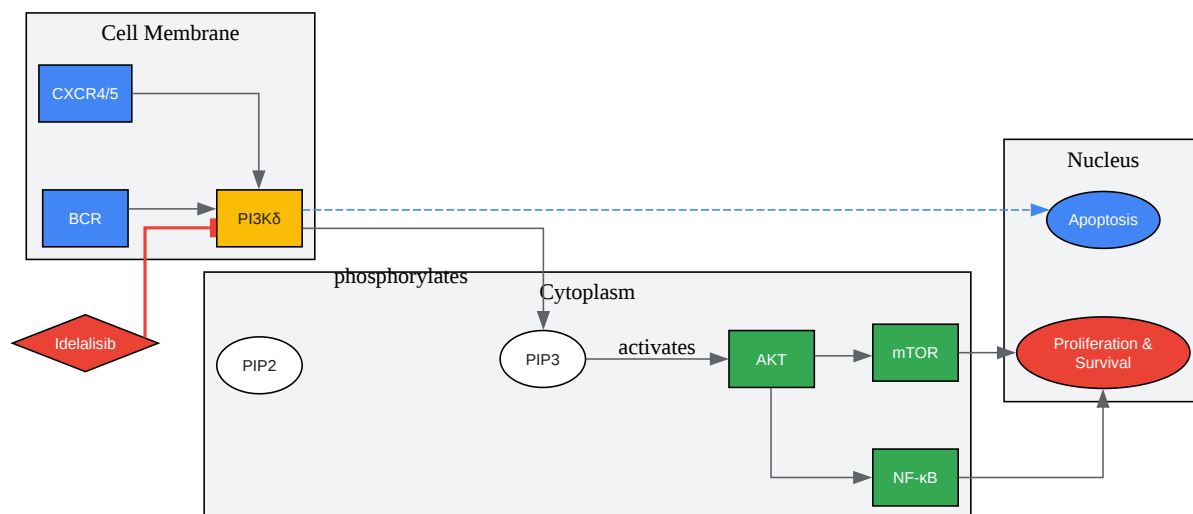 Cell Membrane
CXCR4/5
BCR
PI3Kδ
Idelalisib
phosphorylates
Cytoplasm
PIP2
PIP3
activates
AKT
mTOR
NF-κB
Nucleus
Apoptosis
Proliferation &
Survival